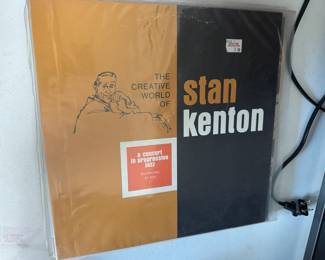 THE
CREATIVE
WORLD
OF
stan
kenton
a concert
in progressive
jazz